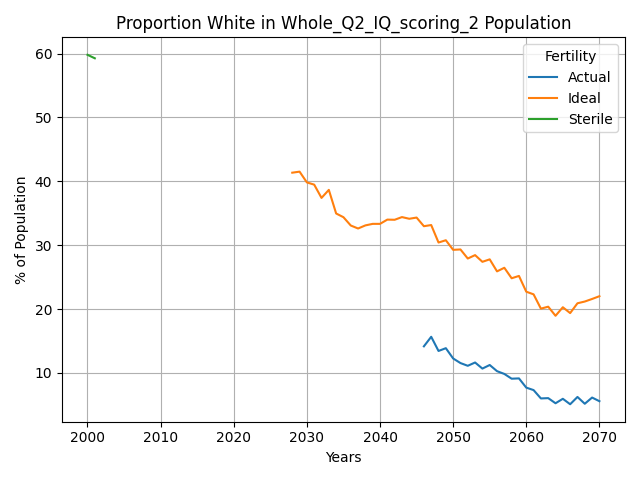 Proportion White in Whole_Q2_IQ_scoring_2 Population
Fertility
Actual
Ideal
Sterile
% of Population
60
50
40
30
20
10
2000 2010 2020 2030 2040 2050 2060 2070
Years